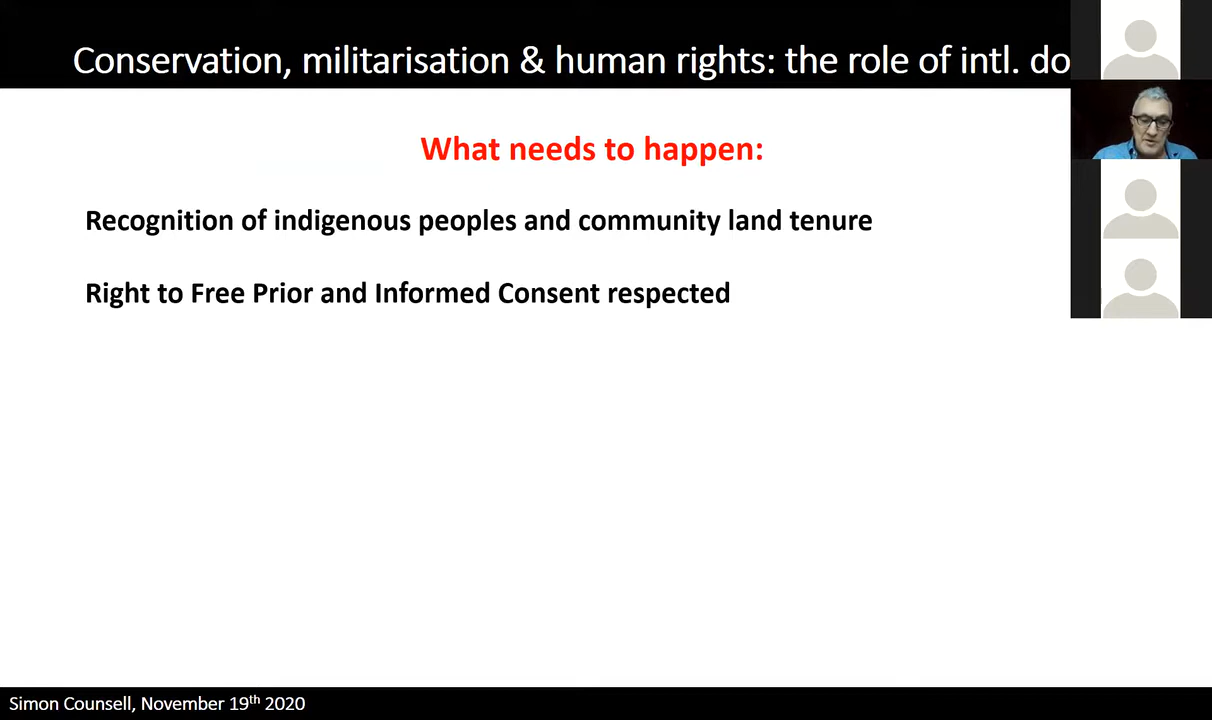 Conservation, militarisation & human rights: the role of intl. do
What needs to happen:
Recognition of indigenous peoples and community land tenure
Right to Free Prior and Informed Consent respected
Simon Counsell, November 19th 2020